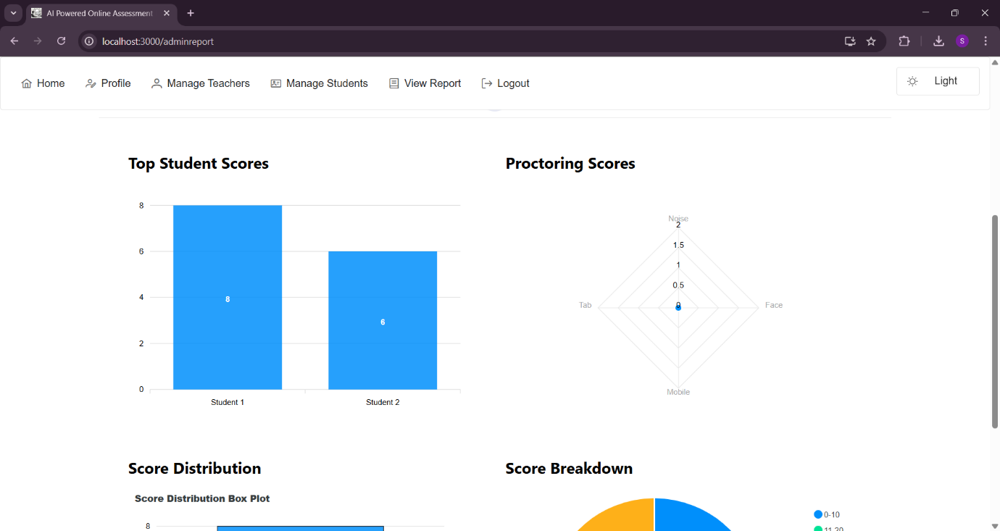 AI Powered Online Assessment
localhost:3000/adminreport
S
Home Profile Manage Teachers Manage Students View Report Logout Light
Top Student Scores
8
6
4
2
0
8
6
Student 1 Student 2
Proctoring Scores
Noise
2
1.5
1
0.5
0
Tab
Face
Mobile
Score Distribution
Score Distribution Box Plot
8
Score Breakdown
0-10
11-20